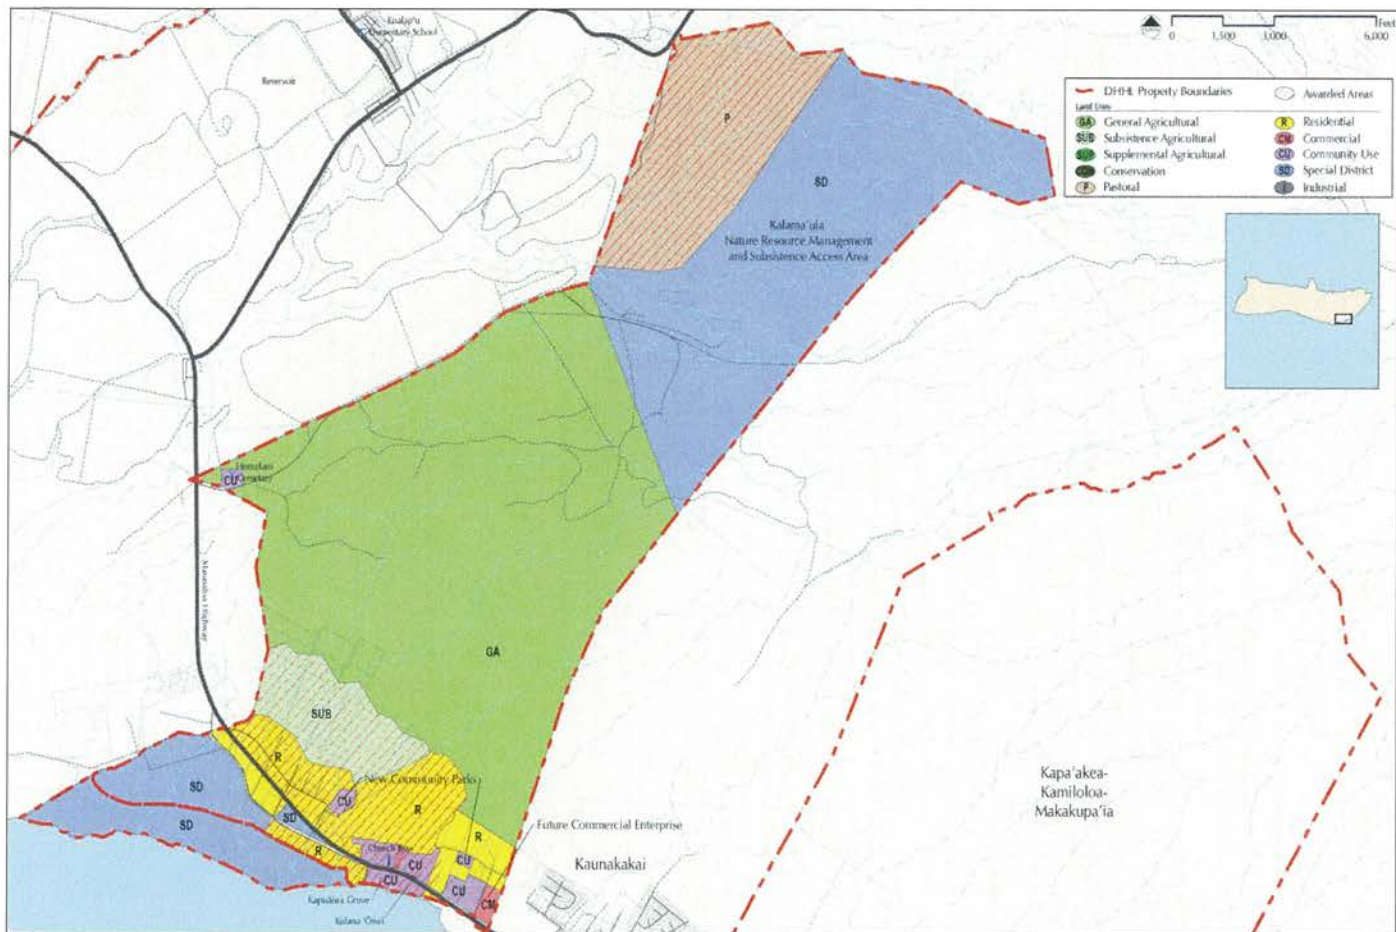 Kualapu'u
Elementary School
Reservoir
Feet
0 1,500 3,000 6,000
DHHL Property Boundaries
Awarded Areas
Land Uses
GA General Agricultural
SUB Subsistence Agricultural
SUP Supplemental Agricultural
Conservation
P Pastoral
R Residential
CM Commercial
CU Community Use
SD Special District
I Industrial
P
SD
Kalama'ula
Nature Resource Management
and Subsistence Access Area
Homelani
Cemetery
CU
Maunaloa Highway
GA
SUB
R
New Community Parks
SD
CU
R
SD
SD
R
Future Commercial Enterprise
R
Church Row
CU
CU
CU
CU
CM
Kaunakakai
Kapuāiwa Grove
Kapa'akea-
Kamiloloa-
Makakupa'ia